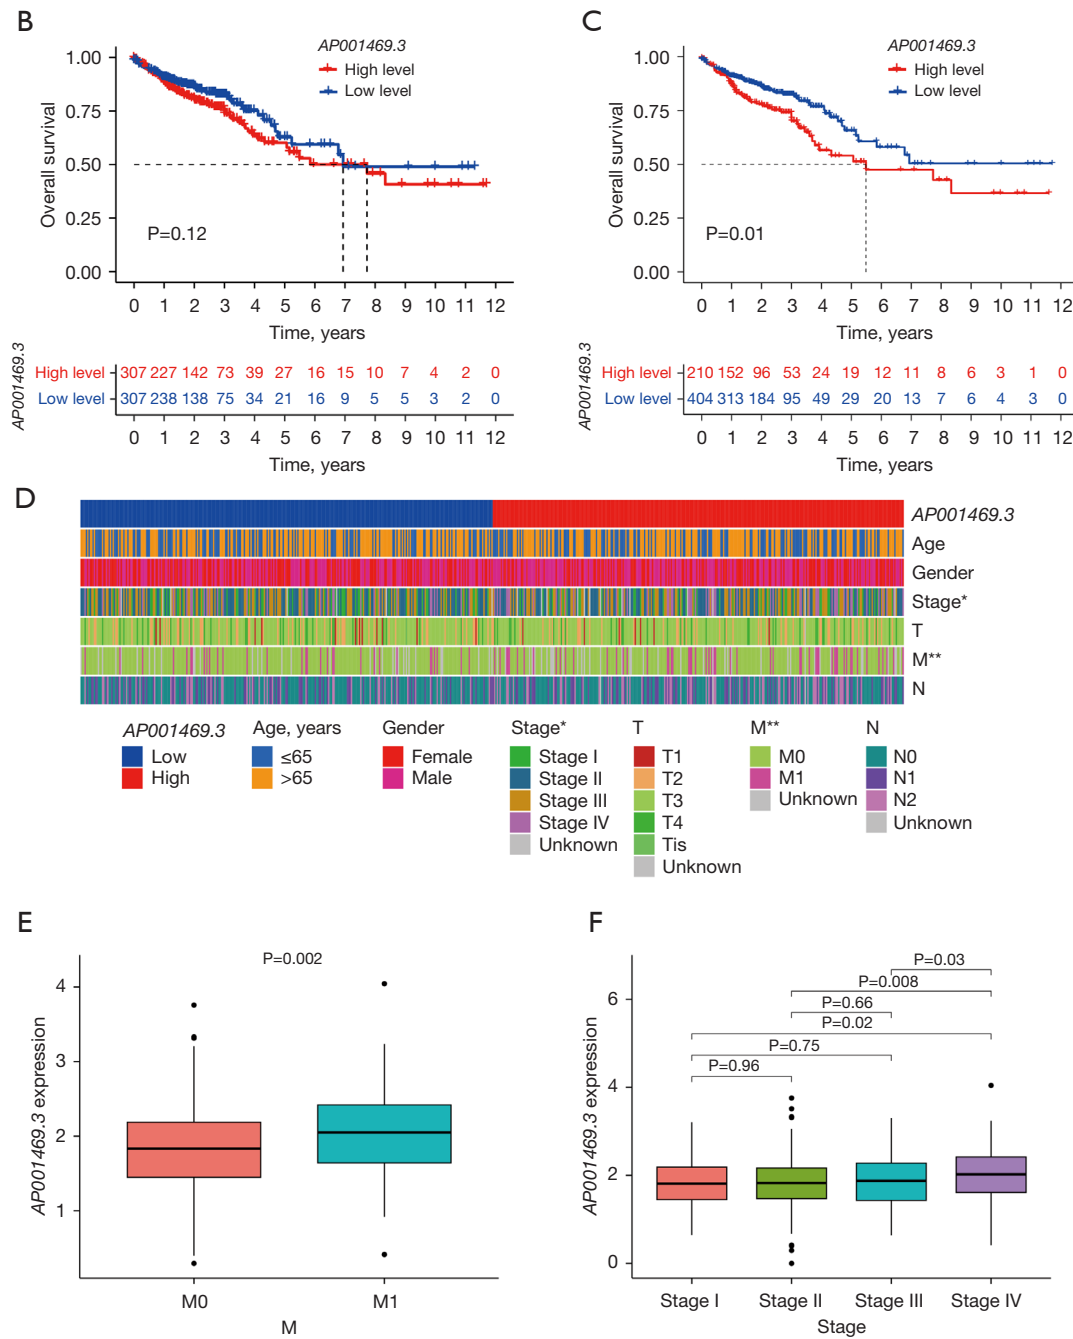 B
AP001469.3
High level
Low level
1.00
0.75
0.50
0.25
0.00
Overall survival
P=0.12
0 1 2 3 4 5 6 7 8 9 10 11 12
Time, years
AP001469.3
High level 307 227 142 73 39 27 16 15 10 7 4 2 0
Low level 307 238 138 75 34 21 16 9 5 5 3 2 0
0 1 2 3 4 5 6 7 8 9 10 11 12
Time, years
C
AP001469.3
High level
Low level
1.00
0.75
0.50
0.25
0.00
Overall survival
P=0.01
0 1 2 3 4 5 6 7 8 9 10 11 12
Time, years
AP001469.3
High level 210 152 96 53 24 19 12 11 8 6 3 1 0
Low level 404 313 184 95 49 29 20 13 7 6 4 3 0
0 1 2 3 4 5 6 7 8 9 10 11 12
Time, years
D
AP001469.3
Age
Gender
Stage*
T
M**
N
AP001469.3
Low
High
Age, years
≤65
>65
Gender
Female
Male
Stage*
Stage I
Stage II
Stage III
Stage IV
Unknown
T
T1
T2
T3
T4
Tis
Unknown
M**
M0
M1
Unknown
N
N0
N1
N2
Unknown
E
P=0.002
4
3
2
1
AP001469.3 expression
M0 M1
M
F
P=0.03
P=0.008
P=0.66
P=0.02
P=0.75
P=0.96
6
4
2
0
AP001469.3 expression
Stage I Stage II Stage III Stage IV
Stage